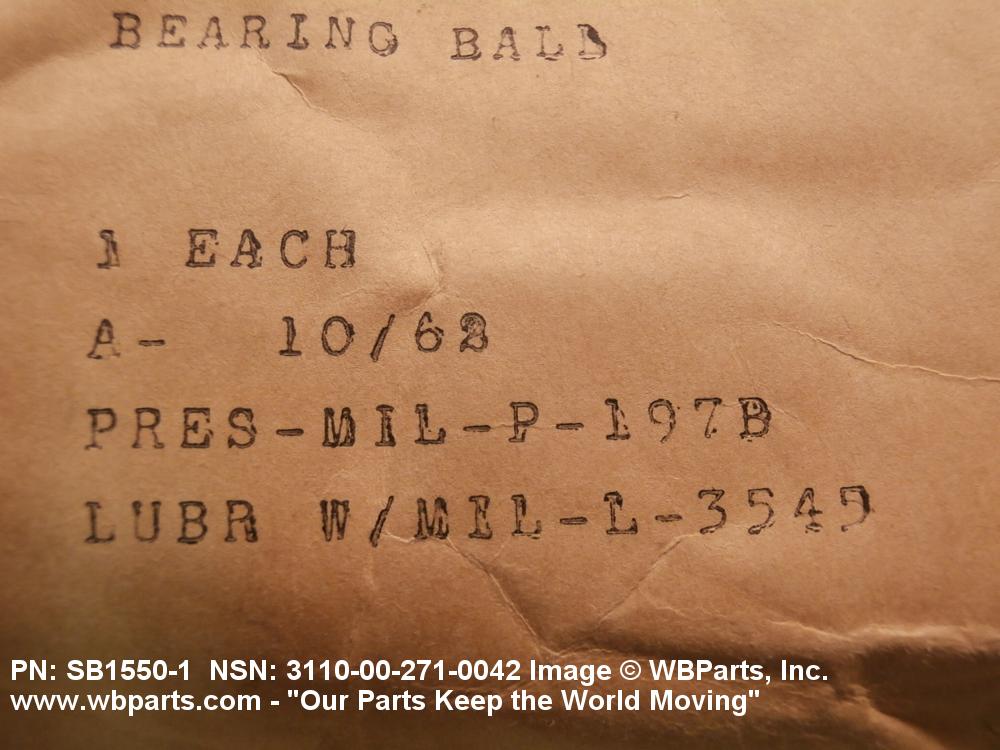 BEARING BALL
1 EACH
A- 10/62
PRES-MIL-P-197B
LUBR W/MIL-L-3545
PN: SB1550-1 NSN: 3110-00-271-0042 Image © WBParts, Inc.
www.wbparts.com - "Our Parts Keep the World Moving"